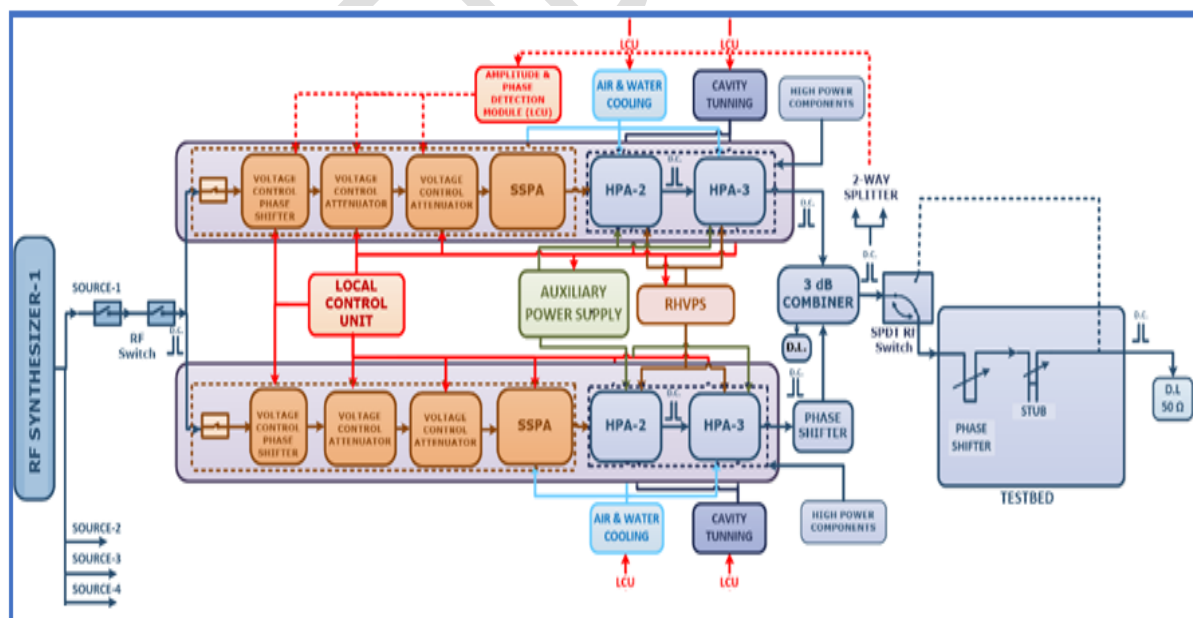 LCU
LCU
AMPLITUDE &
PHASE
DETECTION
MODULE (LCU)
AIR & WATER
COOLING
CAVITY
TUNNING
HIGH POWER
COMPONENTS
VOLTAGE
CONTROL
PHASE
SHIFTER
VOLTAGE
CONTROL
ATTENUATOR
VOLTAGE
CONTROL
ATTENUATOR
SSPA
HPA-2
D.C.
HPA-3
D.C.
2-WAY
SPLITTER
D.C.
RF SYNTHESIZER-1
SOURCE-1
RF
Switch
D.C.
LOCAL
CONTROL
UNIT
AUXILIARY
POWER SUPPLY
RHVPS
3 dB
COMBINER
D.L.
D.C.
SPDT RF
Switch
D.C.
VOLTAGE
CONTROL
PHASE
SHIFTER
VOLTAGE
CONTROL
ATTENUATOR
VOLTAGE
CONTROL
ATTENUATOR
SSPA
HPA-2
D.C.
HPA-3
PHASE
SHIFTER
PHASE
SHIFTER
STUB
D.L
50 Ω
TESTBED
AIR & WATER
COOLING
CAVITY
TUNNING
HIGH POWER
COMPONENTS
LCU
LCU
SOURCE-2
SOURCE-3
SOURCE-4